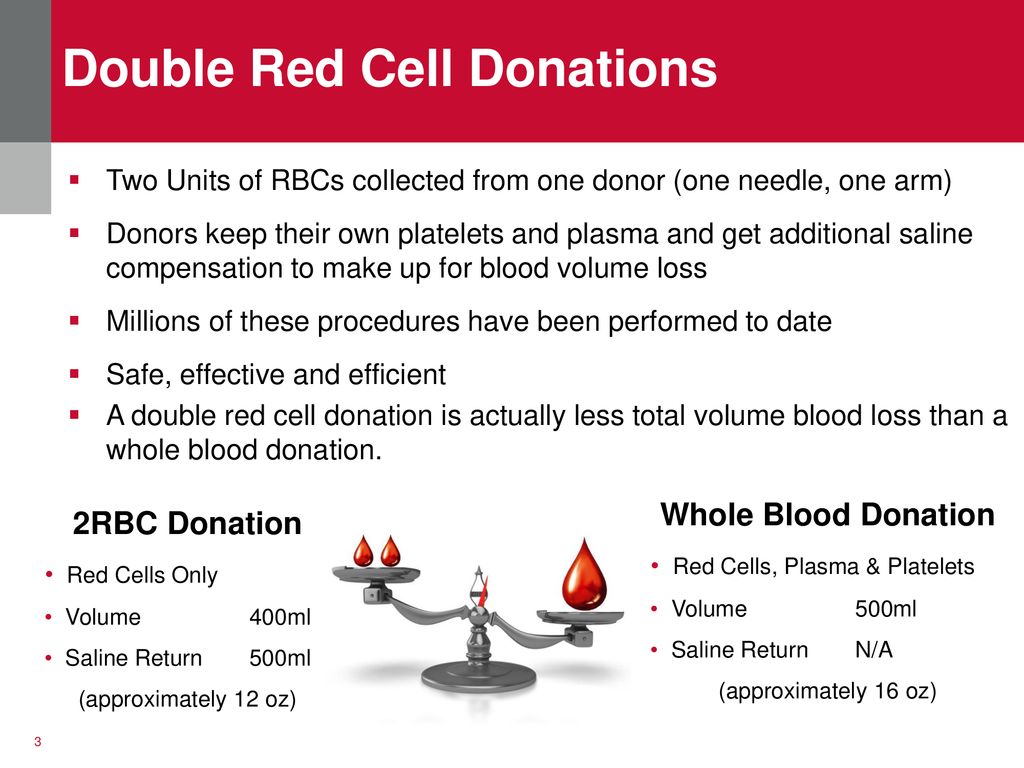 Double Red Cell Donations
▪ Two Units of RBCs collected from one donor (one needle, one arm)
▪ Donors keep their own platelets and plasma and get additional saline
compensation to make up for blood volume loss
▪ Millions of these procedures have been performed to date
▪ Safe, effective and efficient
▪ A double red cell donation is actually less total volume blood loss than a
whole blood donation.
2RBC Donation
• Red Cells Only
• Volume 400ml
• Saline Return 500ml
(approximately 12 oz)
Whole Blood Donation
• Red Cells, Plasma & Platelets
• Volume 500ml
• Saline Return N/A
(approximately 16 oz)
3